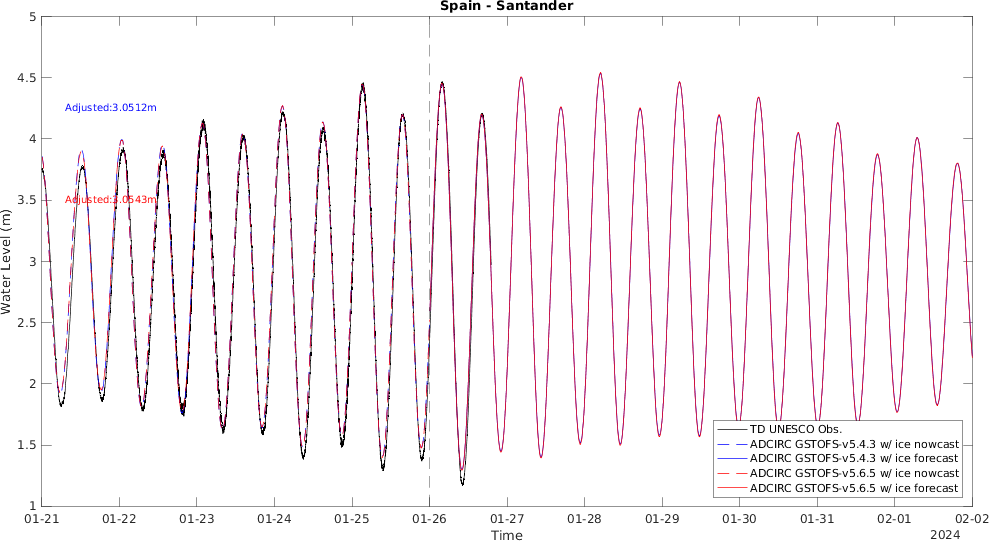 Spain - Santander
Water Level (m)
5
4.5
4
3.5
3
2.5
2
1.5
1
Adjusted:3.0512m
Adjusted:3.0543m
TD UNESCO Obs.
ADCIRC GSTOFS-v5.4.3 w/ ice nowcast
ADCIRC GSTOFS-v5.4.3 w/ ice forecast
ADCIRC GSTOFS-v5.6.5 w/ ice nowcast
ADCIRC GSTOFS-v5.6.5 w/ ice forecast
01-21 01-22 01-23 01-24 01-25 01-26 01-27 01-28 01-29 01-30 01-31 02-01 02-02
Time
2024